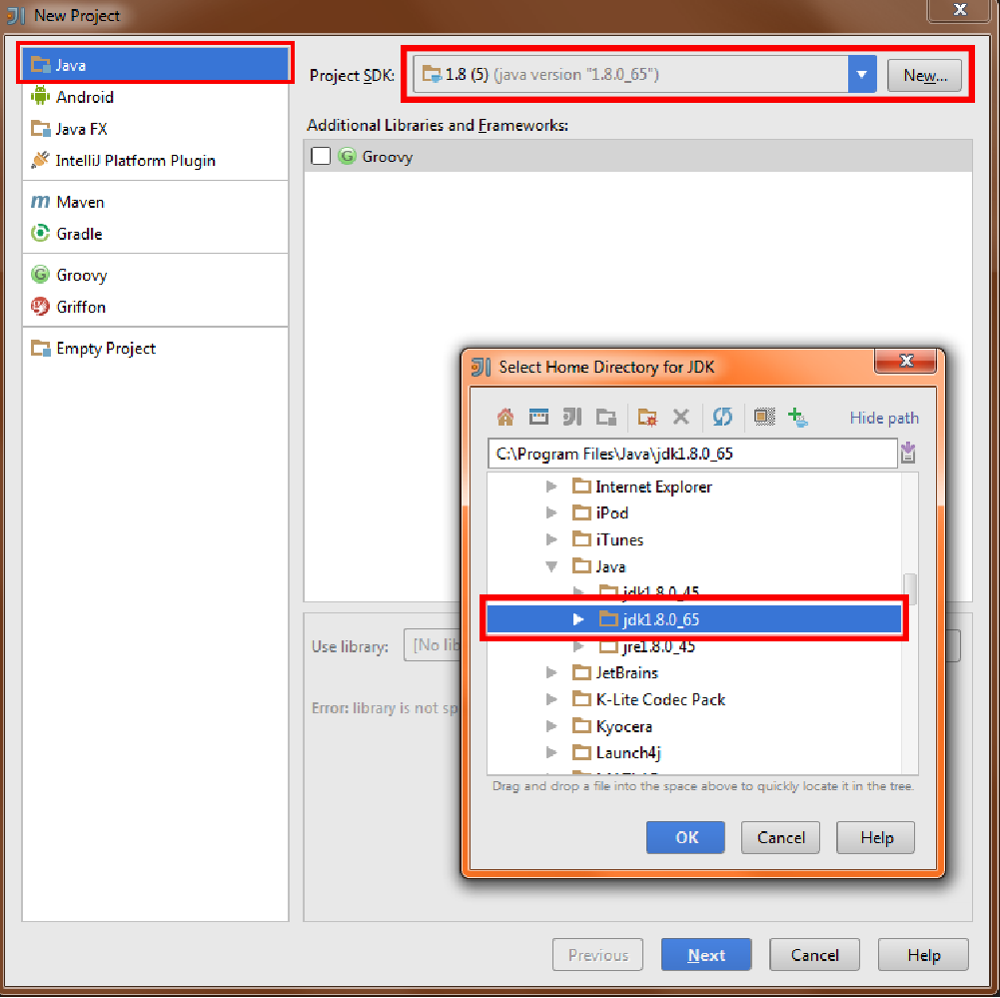 New Project
Java
Android
Java FX
IntelliJ Platform Plugin
Maven
Gradle
Groovy
Griffon
Empty Project
Project SDK: 1.8 (5) (java version "1.8.0_65") New...
Additional Libraries and Frameworks:
Groovy
Use library: [No lib
Error: library is not sp
Select Home Directory for JDK
Hide path
C:\Program Files\Java\jdk1.8.0_65
Internet Explorer
iPod
iTunes
Java
jdk1.8.0_45
jdk1.8.0_65
jre1.8.0_45
JetBrains
K-Lite Codec Pack
Kyocera
Launch4j
Drag and drop a file into the space above to quickly locate it in the tree.
OK Cancel Help
Previous Next Cancel Help